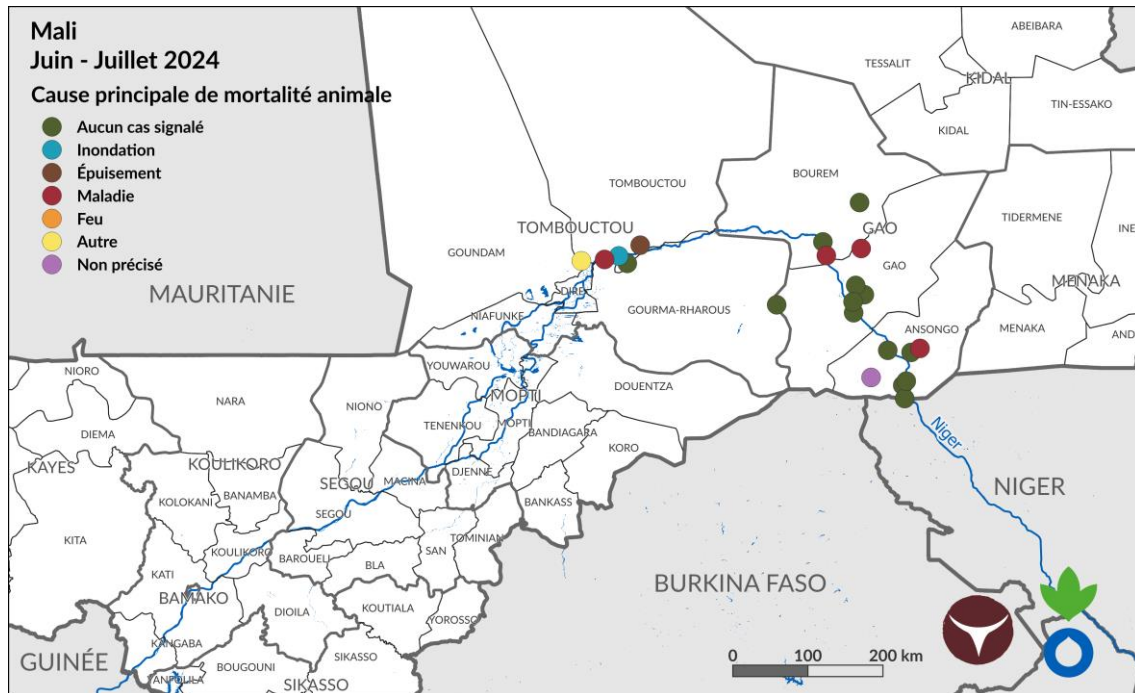 Mali
Juin - Juillet 2024
Cause principale de mortalité animale
Aucun cas signalé
Inondation
Épuisement
Maladie
Feu
Autre
Non précisé
ABEIBARA
TESSALIT
KIDAL
TIN-ESSAKO
KIDAL
BOUREM
TOMBOUCTOU
TIDERMENE
INE
TOMBOUCTOU
GAO
GOUNDAM
GAO
MAURITANIE
MENAKA
DIRE
NIAFUNKE
GOURMA-RHAROUS
ANSONGO
MENAKA
AND
NIORO
YOUWAROU
NARA
NIONO
DOUENTZA
MOPTI
DIEMA
TENENKOU
MOPTI
BANDIAGARA
Niger
KORO
KAYES
KOULIKORO
DJENNE
SEGOU
MACINA
NIGER
KOLOKANI
BANAMBA
BANKASS
SEGOU
KITA
TOMINIAN
KOULIKORO
BAROUELI
SAN
BLA
KATI
BURKINA FASO
BAMAKO
DIOILA
KOUTIALA
YOROSSO
KANGABA
GUINÉE
BOUGOUNI
SIKASSO
SIKASSO
0 100 200 km